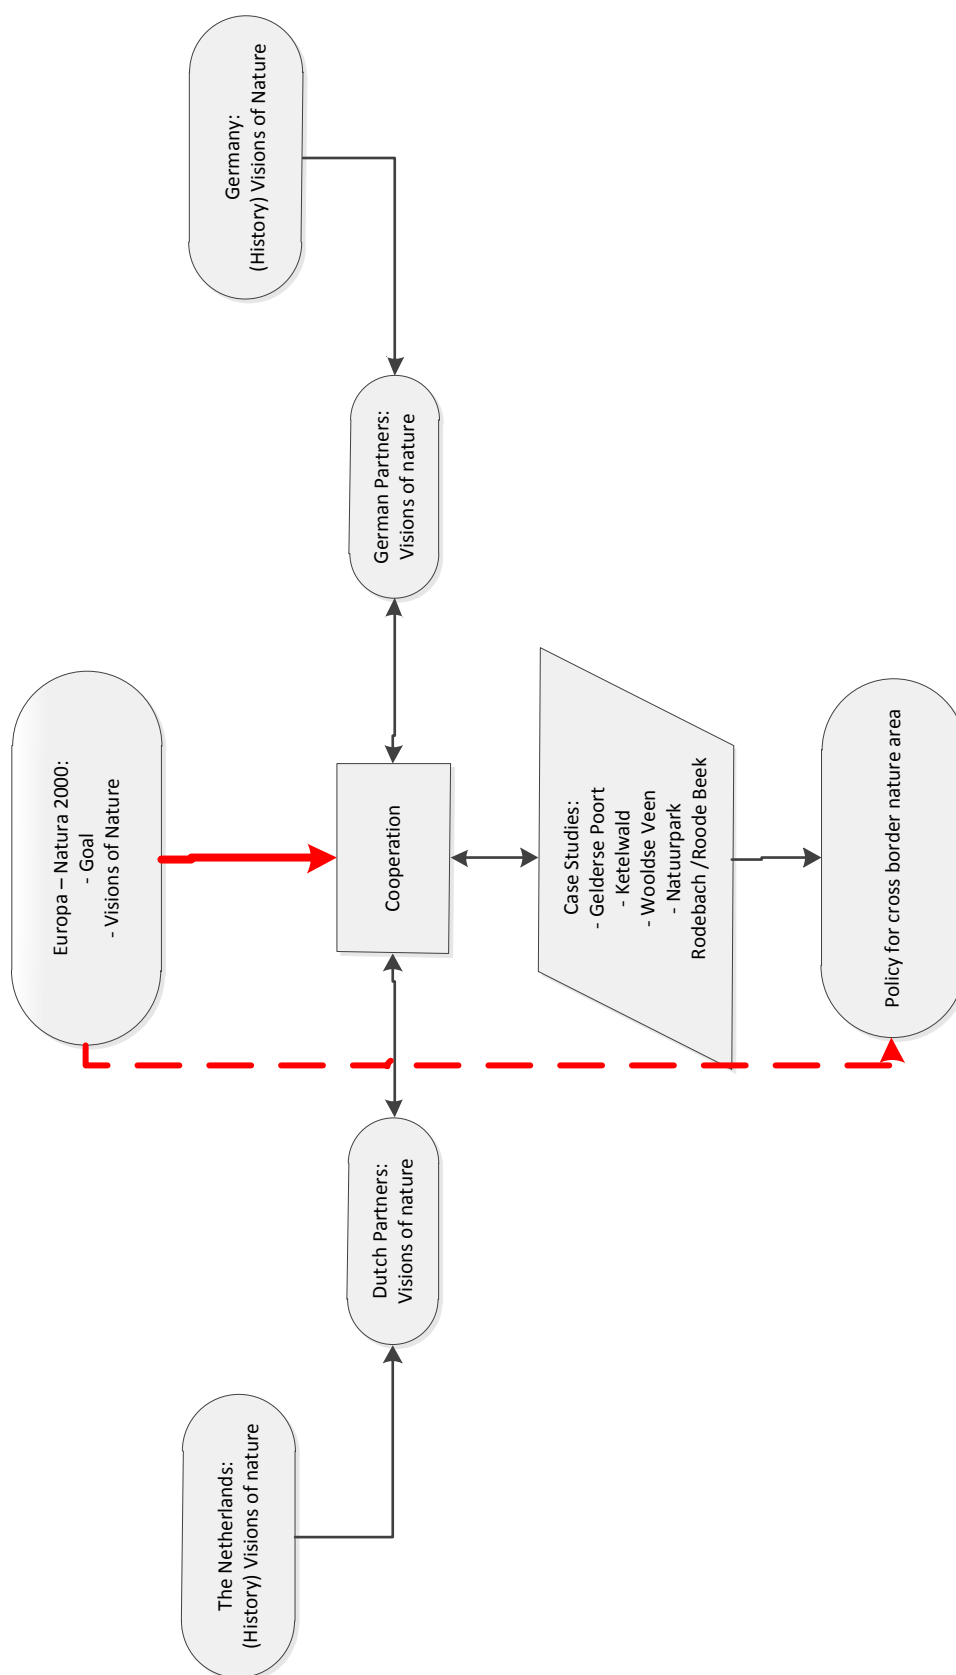 Europa – Natura 2000:
- Goal
- Visions of Nature
The Netherlands:
(History) Visions of nature
Germany:
(History) Visions of Nature
Dutch Partners:
Visions of nature
Cooperation
German Partners:
Visions of nature
Case Studies:
- Gelderse Poort
- Ketelwald
- Wooldse Veen
- Natuurpark
Rodebach /Roode Beek
Policy for cross border nature area